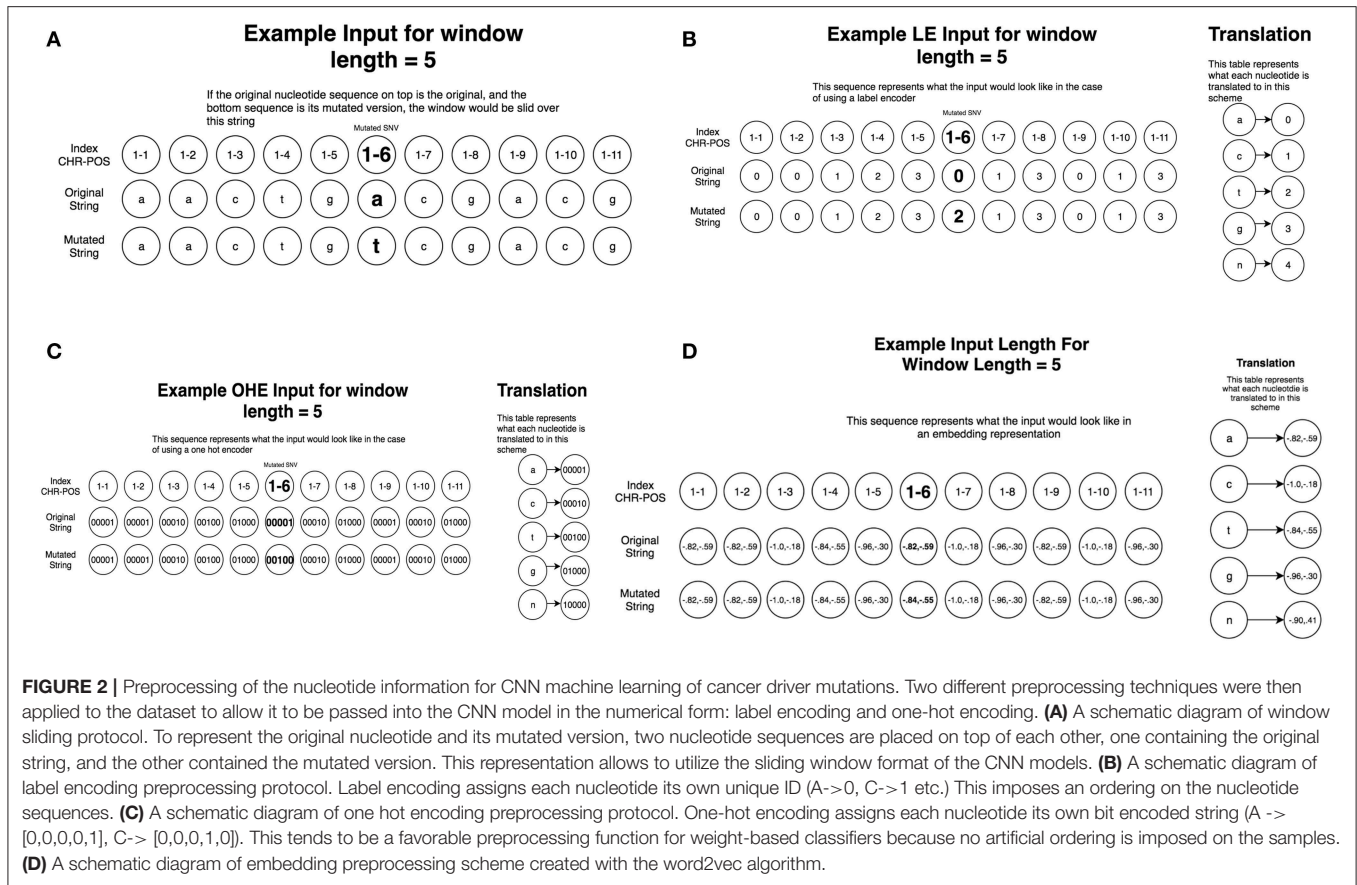 A
Example Input for window
length = 5
If the original nucleotide sequence on top is the original, and the
bottom sequence is its mutated version, the window would be slid over
this string
Mutated SNV
Index
CHR-POS
1-1 1-2 1-3 1-4 1-5 1-6 1-7 1-8 1-9 1-10 1-11
Original
String
a a c t g a c g a c g
Mutated
String
a a c t g t c g a c g
B
Example LE Input for window
length = 5
This sequence represents what the input would look like in the case
of using a label encoder
Mutated SNV
Index
CHR-POS
1-1 1-2 1-3 1-4 1-5 1-6 1-7 1-8 1-9 1-10 1-11
Original
String
0 0 1 2 3 0 1 3 0 1 3
Mutated
String
0 0 1 2 3 2 1 3 0 1 3
Translation
This table represents
what each nucleotide is
translated to in this
scheme
a 0
c 1
t 2
g 3
n 4
C
Example OHE Input for window
length = 5
This sequence represents what the input would look like in the case
of using a one hot encoder
Mutated SNV
Index
CHR-POS
1-1 1-2 1-3 1-4 1-5 1-6 1-7 1-8 1-9 1-10 1-11
Original
String
00001 00001 00010 00100 01000 00001 00010 01000 00001 00010 01000
Mutated
String
00001 00001 00010 00100 01000 00100 00010 01000 00001 00010 01000
Translation
This table represents
what each nucleotide is
translated to in this
scheme
a 00001
c 00010
t 00100
g 01000
n 10000
D
Example Input Length For
Window Length = 5
This sequence represents what the input would look like in
an embedding representation
Index
CHR-POS
1-1 1-2 1-3 1-4 1-5 1-6 1-7 1-8 1-9 1-10 1-11
Original
String
-.82,-.59 -.82,-.59 -1.0,-.18 -.84,-.55 -.96,-.30 -.82,-.59 -1.0,-.18 -.96,-.30 -.82,-.59 -1.0,-.18 -.96,-.30
Mutated
String
-.82,-.59 -.82,-.59 -1.0,-.18 -.84,-.55 -.96,-.30 -.84,-.55 -1.0,-.18 -.96,-.30 -.82,-.59 -1.0,-.18 -.96,-.30
Translation
This table represents
what each nucleotdie is
translated to in this
scheme
a -.82,-.59
c -1.0,-.18
t -.84,-.55
g -.96,-.30
n -.90,.41
FIGURE 2 | Preprocessing of the nucleotide information for CNN machine learning of cancer driver mutations. Two different preprocessing techniques were then
applied to the dataset to allow it to be passed into the CNN model in the numerical form: label encoding and one-hot encoding. (A) A schematic diagram of window
sliding protocol. To represent the original nucleotide and its mutated version, two nucleotide sequences are placed on top of each other, one containing the original
string, and the other contained the mutated version. This representation allows to utilize the sliding window format of the CNN models. (B) A schematic diagram of
label encoding preprocessing protocol. Label encoding assigns each nucleotide its own unique ID (A->0, C->1 etc.) This imposes an ordering on the nucleotide
sequences. (C) A schematic diagram of one hot encoding preprocessing protocol. One-hot encoding assigns each nucleotide its own bit encoded string (A ->
[0,0,0,0,1], C-> [0,0,0,1,0]). This tends to be a favorable preprocessing function for weight-based classifiers because no artificial ordering is imposed on the samples.
(D) A schematic diagram of embedding preprocessing scheme created with the word2vec algorithm.